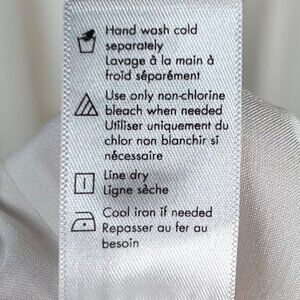 Hand wash cold
separately
Lavage à la main à
froid séparément
Use only non-chlorine
bleach when needed
Utiliser uniquement du
chlor non blanchir si
nécessaire
Line dry
Ligne sèche
Cool iron if needed
Repasser au fer au
besoin